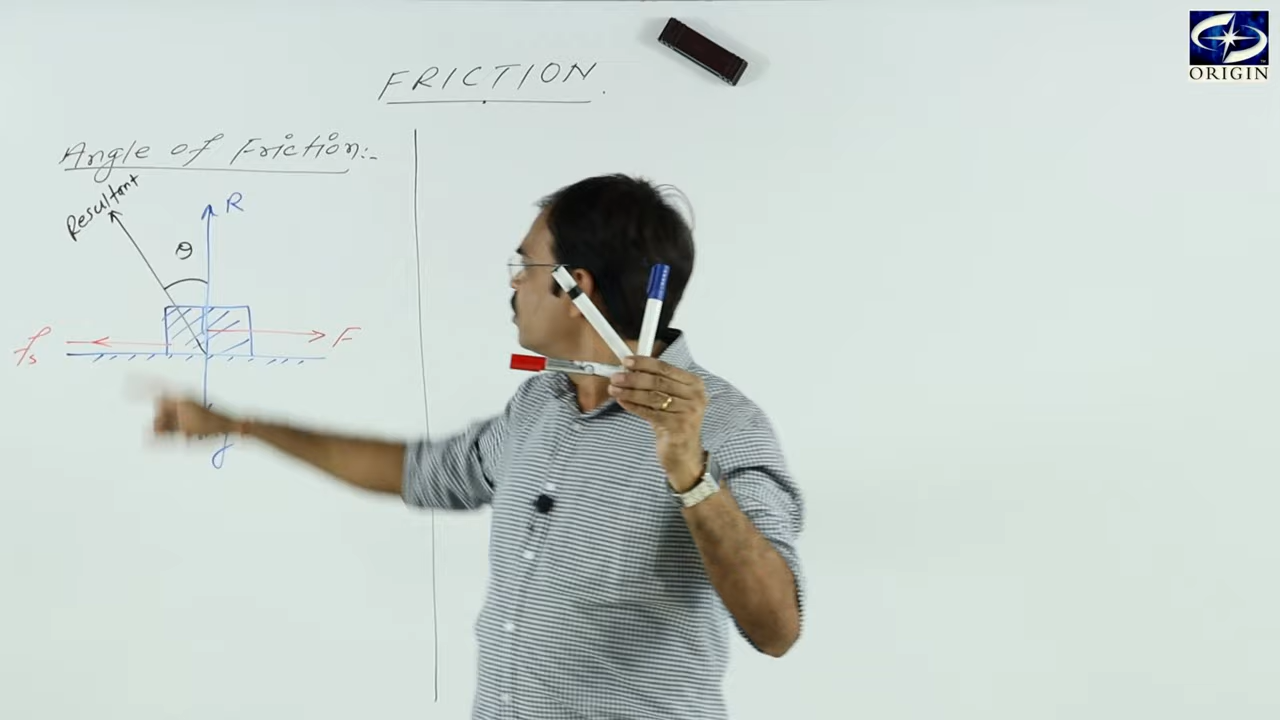 FRICTION.
Angle of Friction:-
Resultant
R
θ
fs
F
ORIGIN